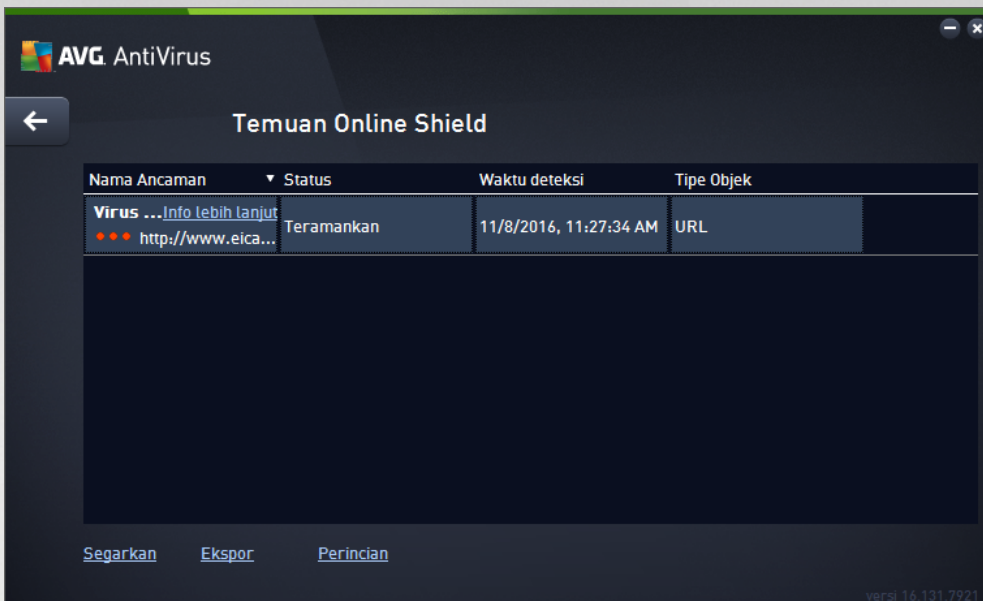 AVG. AntiVirus
Temuan Online Shield
Nama Ancaman ▼ Status Waktu deteksi Tipe Objek
Virus ...Info lebih lanjut
http://www.eica...
Teramankan 11/8/2016, 11:27:34 AM URL
Segarkan Ekspor Perincian
versi 16.131.7921